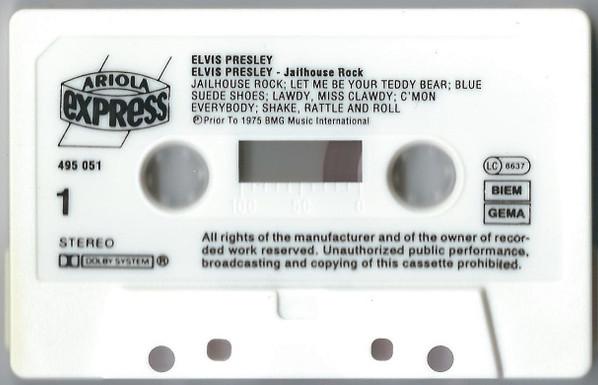 ELVIS PRESLEY
ELVIS PRESLEY - Jailhouse Rock
JAILHOUSE ROCK; LET ME BE YOUR TEDDY BEAR; BLUE
SUEDE SHOES; LAWDY, MISS CLAWDY; C'MON
EVERYBODY; SHAKE, RATTLE AND ROLL
ⓟPrior To 1975 BMG Music International
ARIOLA
EXPRESS
495 051
1
100 50 0
LC 6637
BIEM
GEMA
STEREO
DOLBY SYSTEM ®
All rights of the manufacturer and of the owner of recor-
ded work reserved. Unauthorized public performance,
broadcasting and copying of this cassette prohibited.